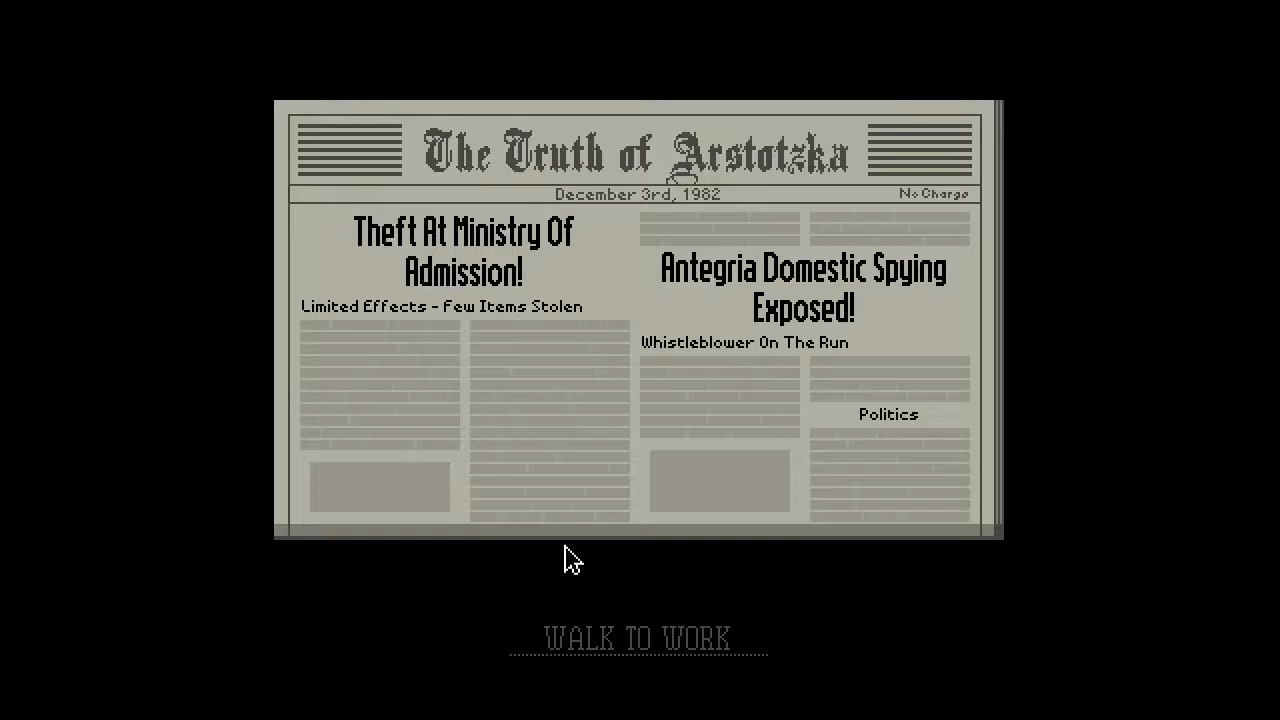 The Truth of Arstotzka
December 3rd, 1982
No Charge
Theft At Ministry Of
Admission!
Limited Effects - Few Items Stolen
Antegria Domestic Spying
Exposed!
Whistleblower On The Run
Politics
WALK TO WORK